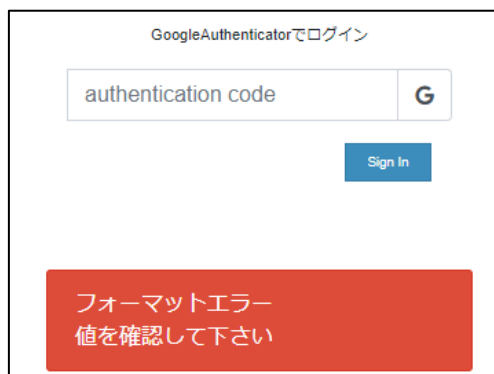 GoogleAuthenticatorでログイン
authentication code
G
Sign In
フォーマットエラー
値を確認して下さい